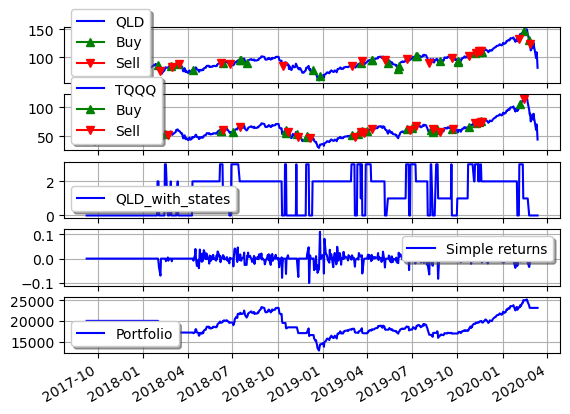 150
100
QLD
Buy
Sell
100
50
TQQQ
Buy
Sell
2
0
QLD_with_states
0.1
0.0
−0.1
Simple returns
25000
20000
15000
Portfolio
2017-10
2018-01
2018-04
2018-07
2018-10
2019-01
2019-04
2019-07
2019-10
2020-01
2020-04